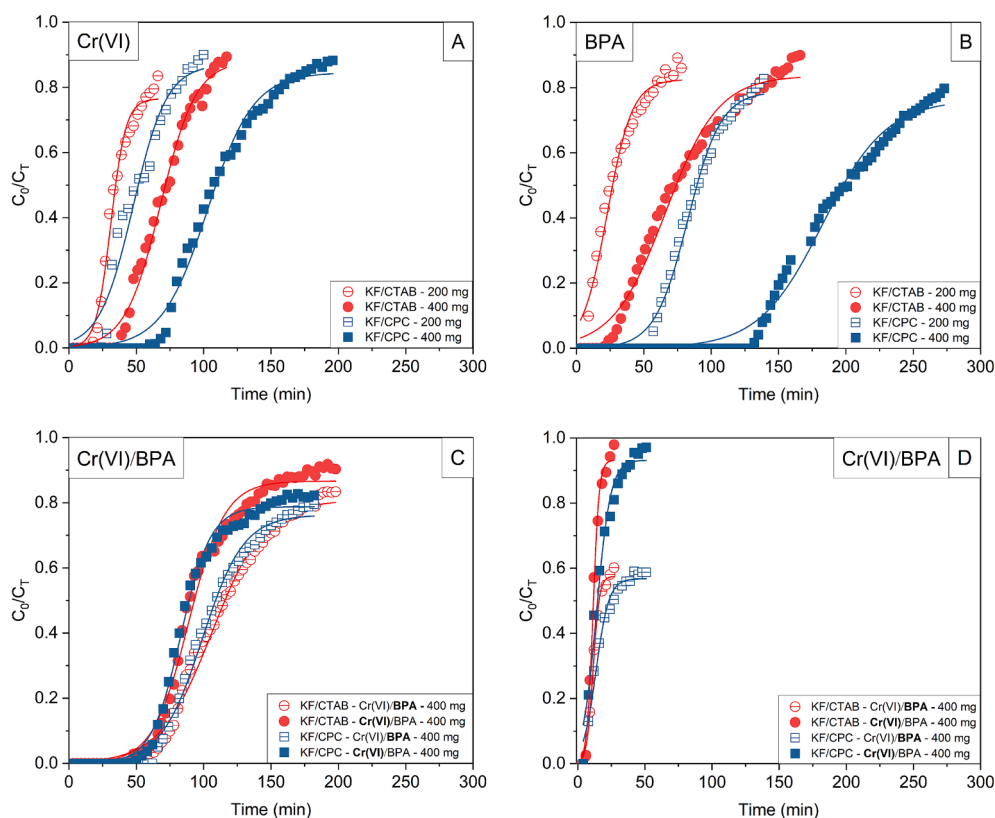 Cr(VI)
A
1.0
0.8
0.6
0.4
0.2
0.0
C0/CT
KF/CTAB - 200 mg
KF/CTAB - 400 mg
KF/CPC - 200 mg
KF/CPC - 400 mg
0 50 100 150 200 250 300
Time (min)
BPA
B
1.0
0.8
0.6
0.4
0.2
0.0
C0/CT
KF/CTAB - 200 mg
KF/CTAB - 400 mg
KF/CPC - 200 mg
KF/CPC - 400 mg
0 50 100 150 200 250 300
Time (min)
Cr(VI)/BPA
C
1.0
0.8
0.6
0.4
0.2
0.0
C0/CT
KF/CTAB - Cr(VI)/BPA - 400 mg
KF/CTAB - Cr(VI)/BPA - 400 mg
KF/CPC - Cr(VI)/BPA - 400 mg
KF/CPC - Cr(VI)/BPA - 400 mg
0 50 100 150 200 250 300
Time (min)
Cr(VI)/BPA
D
1.0
0.8
0.6
0.4
0.2
0.0
C0/CT
KF/CTAB - Cr(VI)/BPA - 400 mg
KF/CTAB - Cr(VI)/BPA - 400 mg
KF/CPC - Cr(VI)/BPA - 400 mg
KF/CPC - Cr(VI)/BPA - 400 mg
0 50 100 150 200 250 300
Time (min)